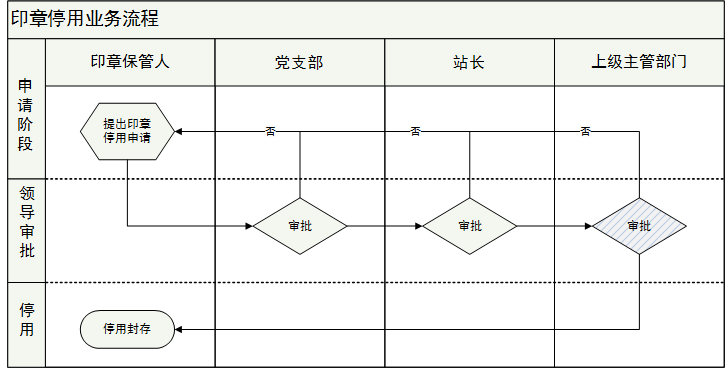 印章停用业务流程
印章保管人
党支部
站长
上级主管部门
申请阶段
提出印章
停用申请
否
否
否
领导审批
审批
审批
审批
停用
停用封存